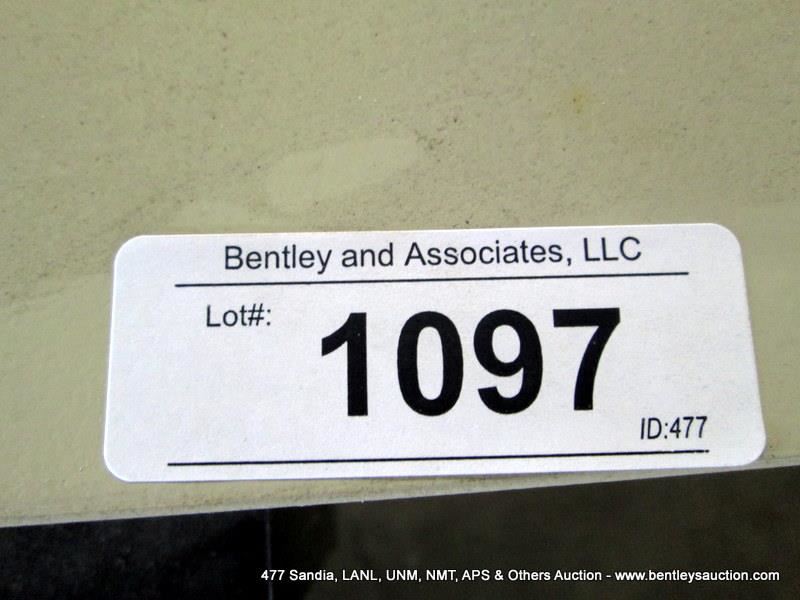 Bentley and Associates, LLC
Lot#:
1097
ID:477
477 Sandia, LANL, UNM, NMT, APS & Others Auction - www.bentleysauction.com